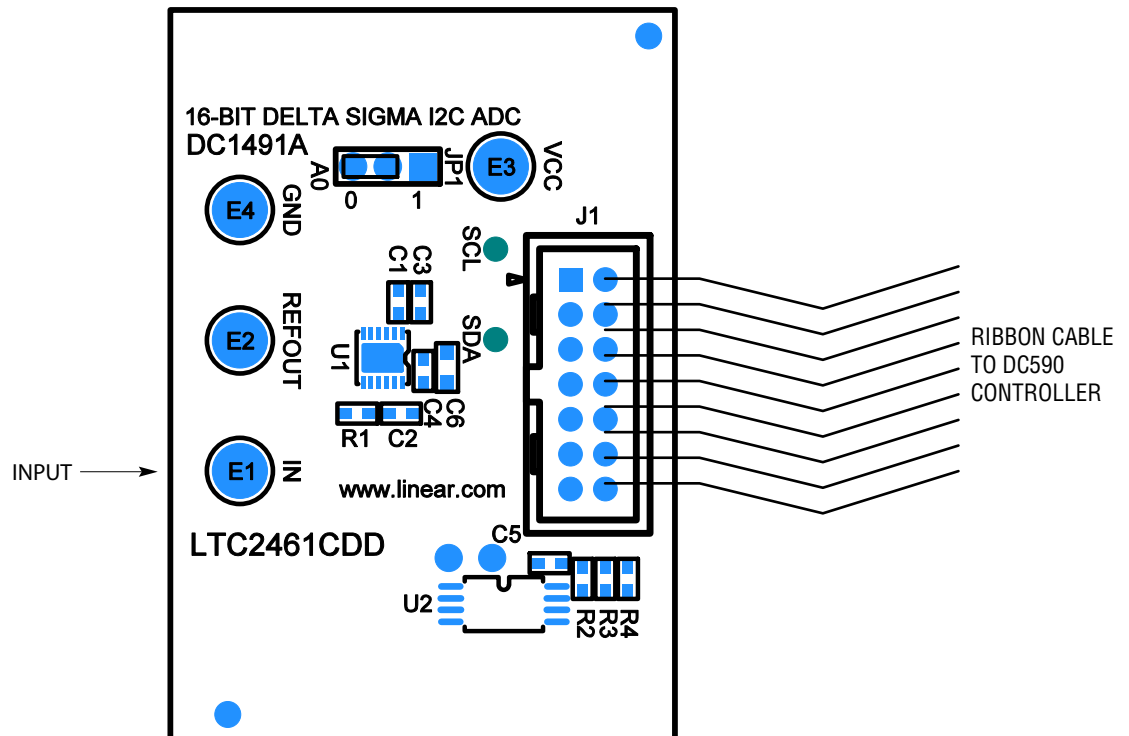 16-BIT DELTA SIGMA I2C ADC
DC1491A
A0
0
1
JP1
E3
VCC
E4
GND
J1
SCL
C1
C3
E2
REFOUT
U1
SDA
C4
C6
R1
C2
RIBBON CABLE
TO DC590
CONTROLLER
INPUT
E1
IN
www.linear.com
LTC2461CDD
C5
U2
R2
R3
R4